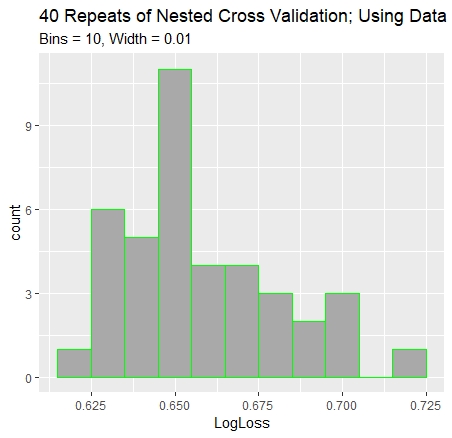 40 Repeats of Nested Cross Validation; Using Data
Bins = 10, Width = 0.01
9
6
3
0
count
0.625 0.650 0.675 0.700 0.725
LogLoss